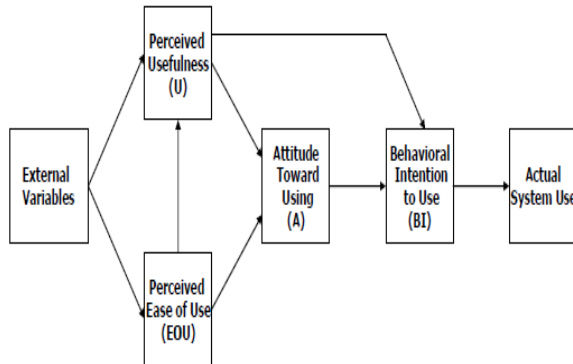 Perceived
Usefulness
(U)
External
Variables
Attitude
Toward
Using
(A)
Behavioral
Intention
to Use
(BI)
Actual
System Use
Perceived
Ease of Use
(EOU)